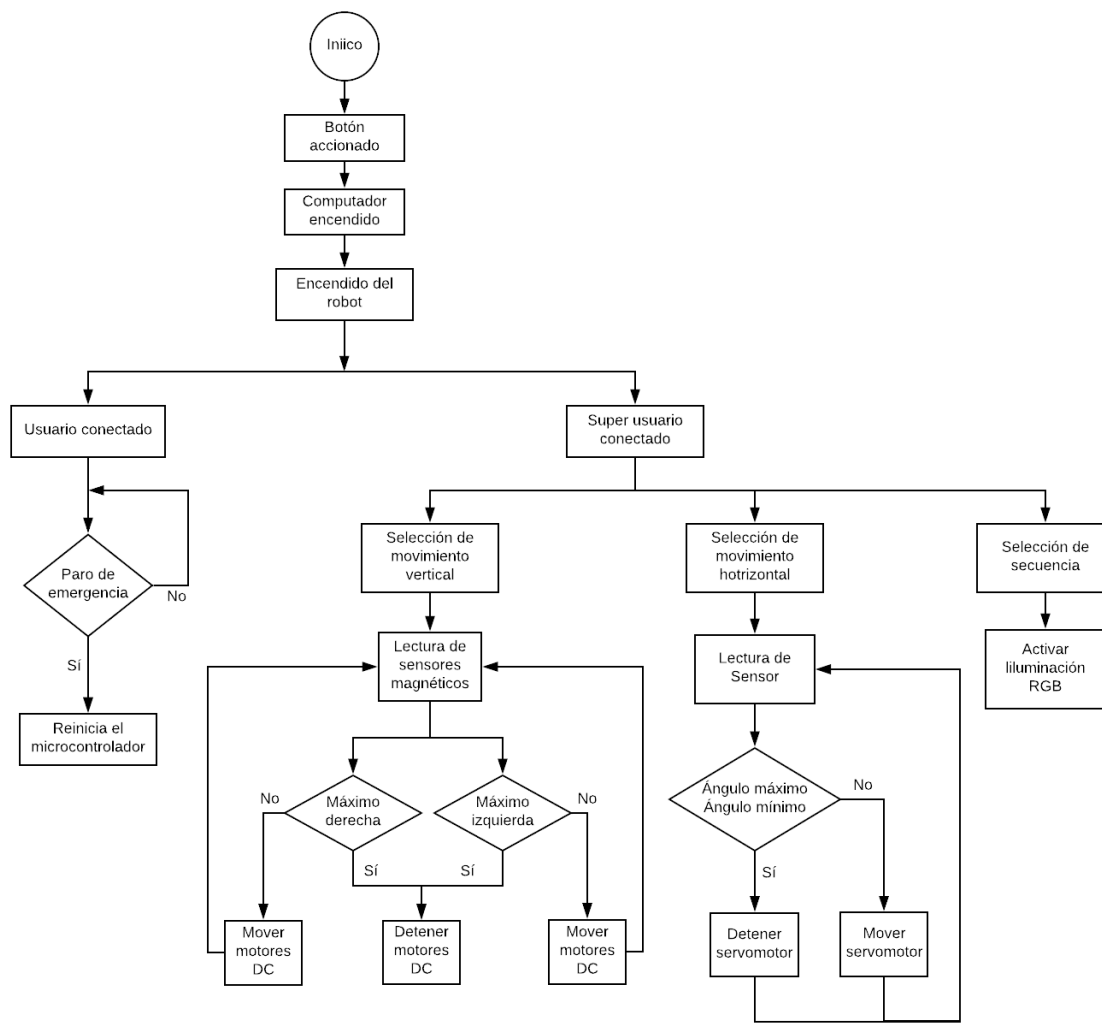 Iniico
Botón
accionado
Computador
encendido
Encendido del
robot
Usuario conectado
Super usuario
conectado
Paro de
emergencia
No
Sí
Reinicia el
microcontrolador
Selección de
movimiento
vertical
Lectura de
sensores
magnéticos
Máximo
derecha
No
Sí
Máximo
izquierda
No
Sí
Mover
motores
DC
Detener
motores
DC
Mover
motores
DC
Selección de
movimiento
hotrizontal
Lectura de
Sensor
Ángulo máximo
Ángulo mínimo
No
Sí
Detener
servomotor
Mover
servomotor
Selección de
secuencia
Activar
liluminación
RGB